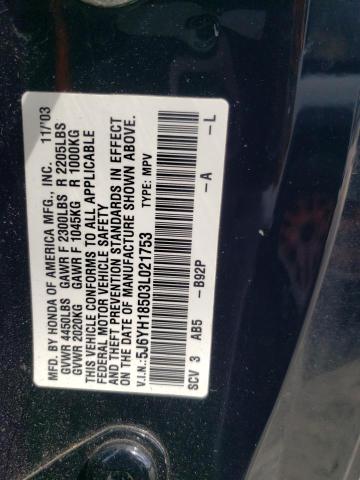 MFD. BY HONDA OF AMERICA MFG., INC. 11/'03
GVWR 4450LBS GAWR F 2300LBS R 2205LBS
GVWR 2020KG GAWR F 1045KG R 1000KG
THIS VEHICLE CONFORMS TO ALL APPLICABLE
FEDERAL MOTOR VEHICLE SAFETY
AND THEFT PREVENTION STANDARDS IN EFFECT
ON THE DATE OF MANUFACTURE SHOWN ABOVE.
V.I.N.: 5J6YH18503L021753 TYPE: MPV
SCV 3 AB5 -B92P -A -L